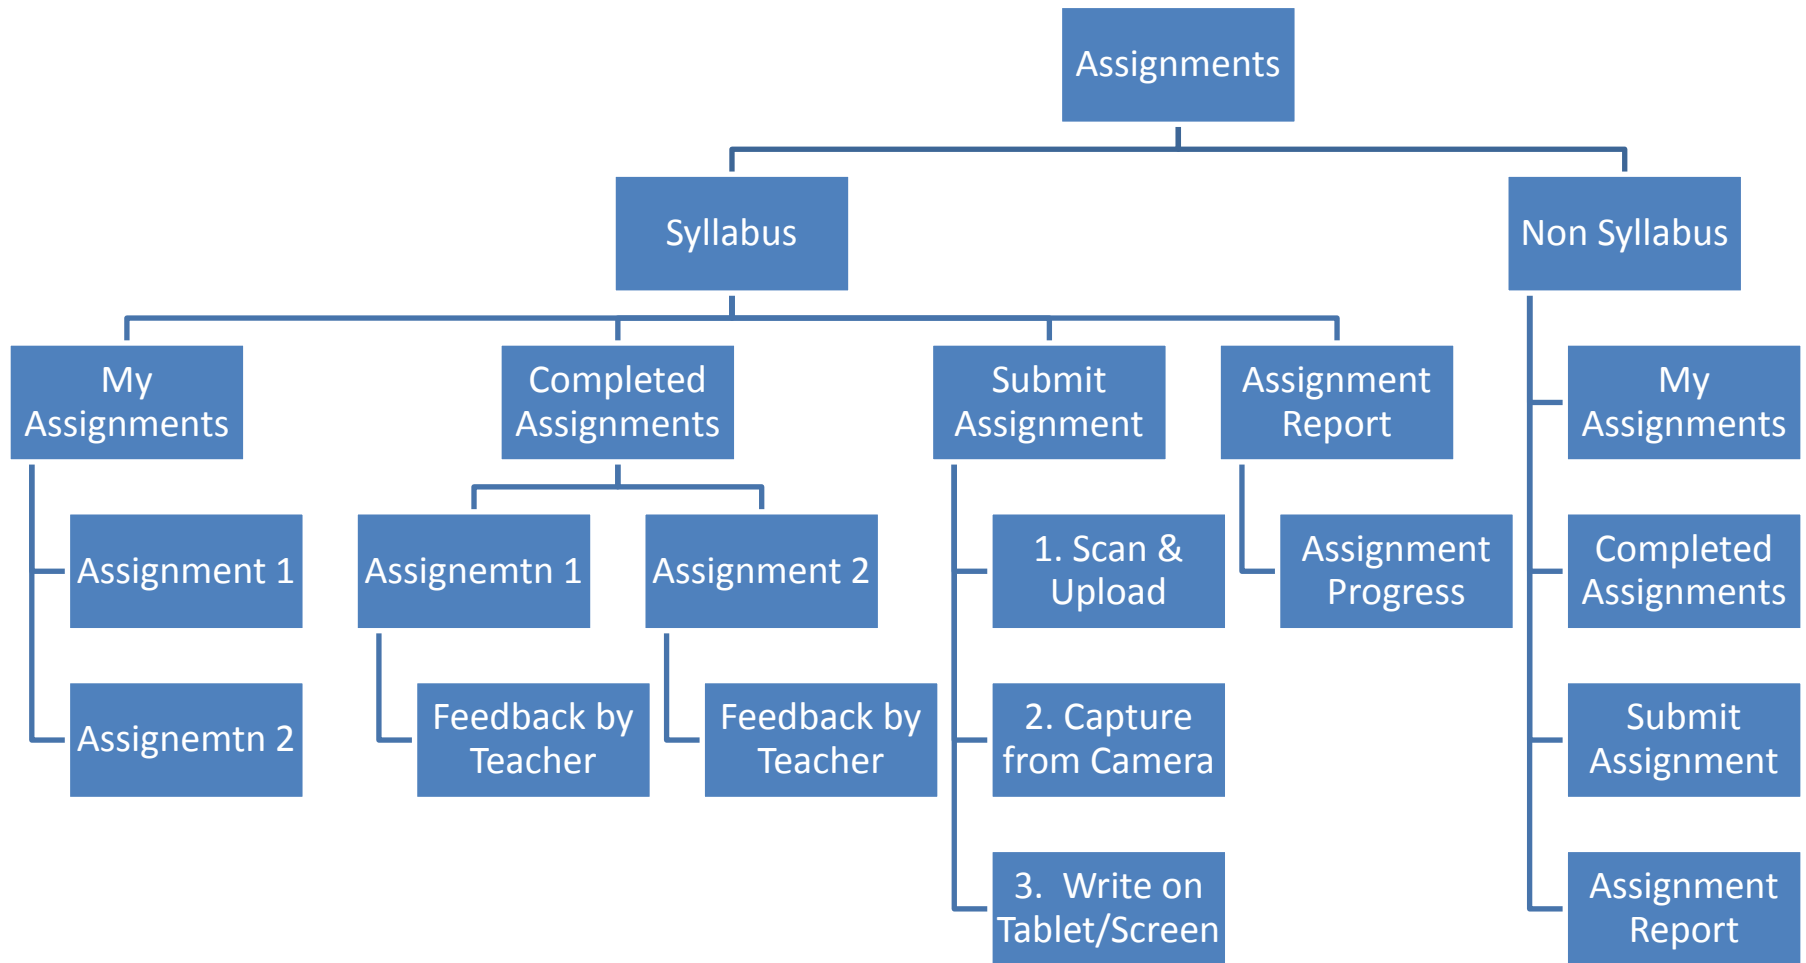 Assignments
Syllabus
Non Syllabus
My
Assignments
Completed
Assignments
Submit
Assignment
Assignment
Report
My
Assignments
Assignment 1
Assignemtn 1
Assignment 2
1. Scan &
Upload
Assignment
Progress
Completed
Assignments
Assignemtn 2
Feedback by
Teacher
Feedback by
Teacher
2. Capture
from Camera
Submit
Assignment
3.  Write on
Tablet/Screen
Assignment
Report